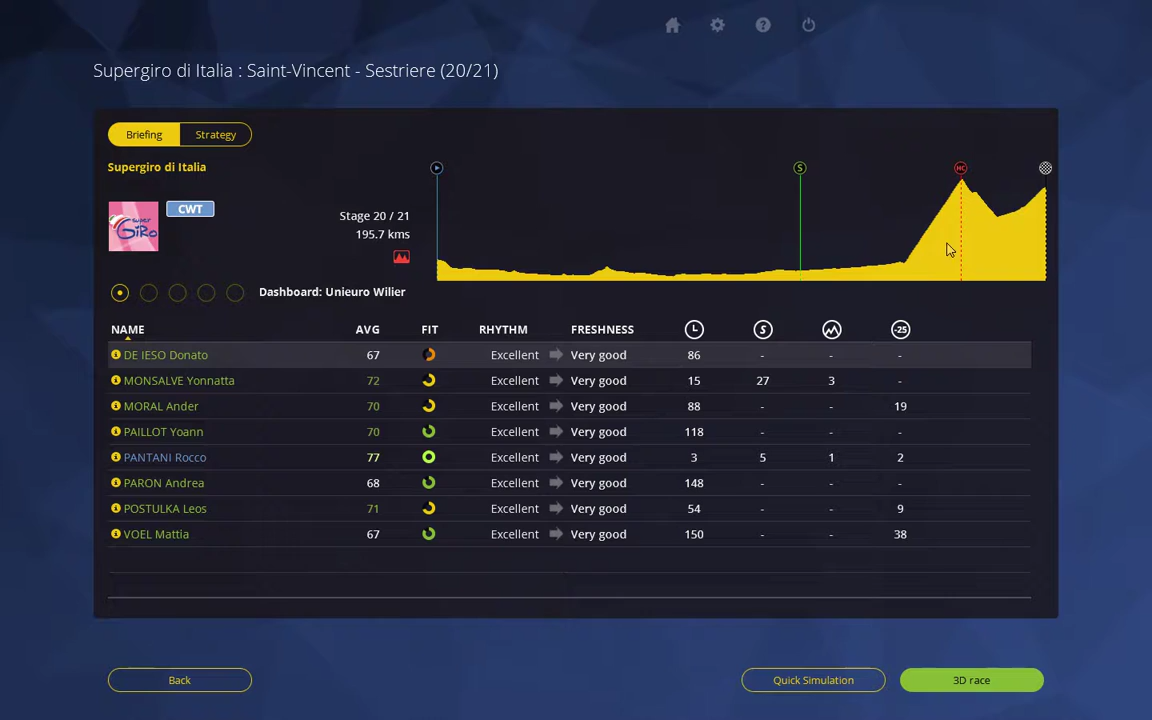 Supergiro di Italia : Saint-Vincent - Sestriere (20/21)
Briefing Strategy
Supergiro di Italia
CWT
super GiRo
Stage 20 / 21
195.7 kms
S HC
Dashboard: Unieuro Wilier
NAME AVG FIT RHYTHM FRESHNESS S -25
DE IESO Donato 67 Excellent Very good 86 - - -
MONSALVE Yonnatta 72 Excellent Very good 15 27 3 -
MORAL Ander 70 Excellent Very good 88 - - 19
PAILLOT Yoann 70 Excellent Very good 118 - - -
PANTANI Rocco 77 Excellent Very good 3 5 1 2
PARON Andrea 68 Excellent Very good 148 - - -
POSTULKA Leos 71 Excellent Very good 54 - - 9
VOEL Mattia 67 Excellent Very good 150 - - 38
Back Quick Simulation 3D race